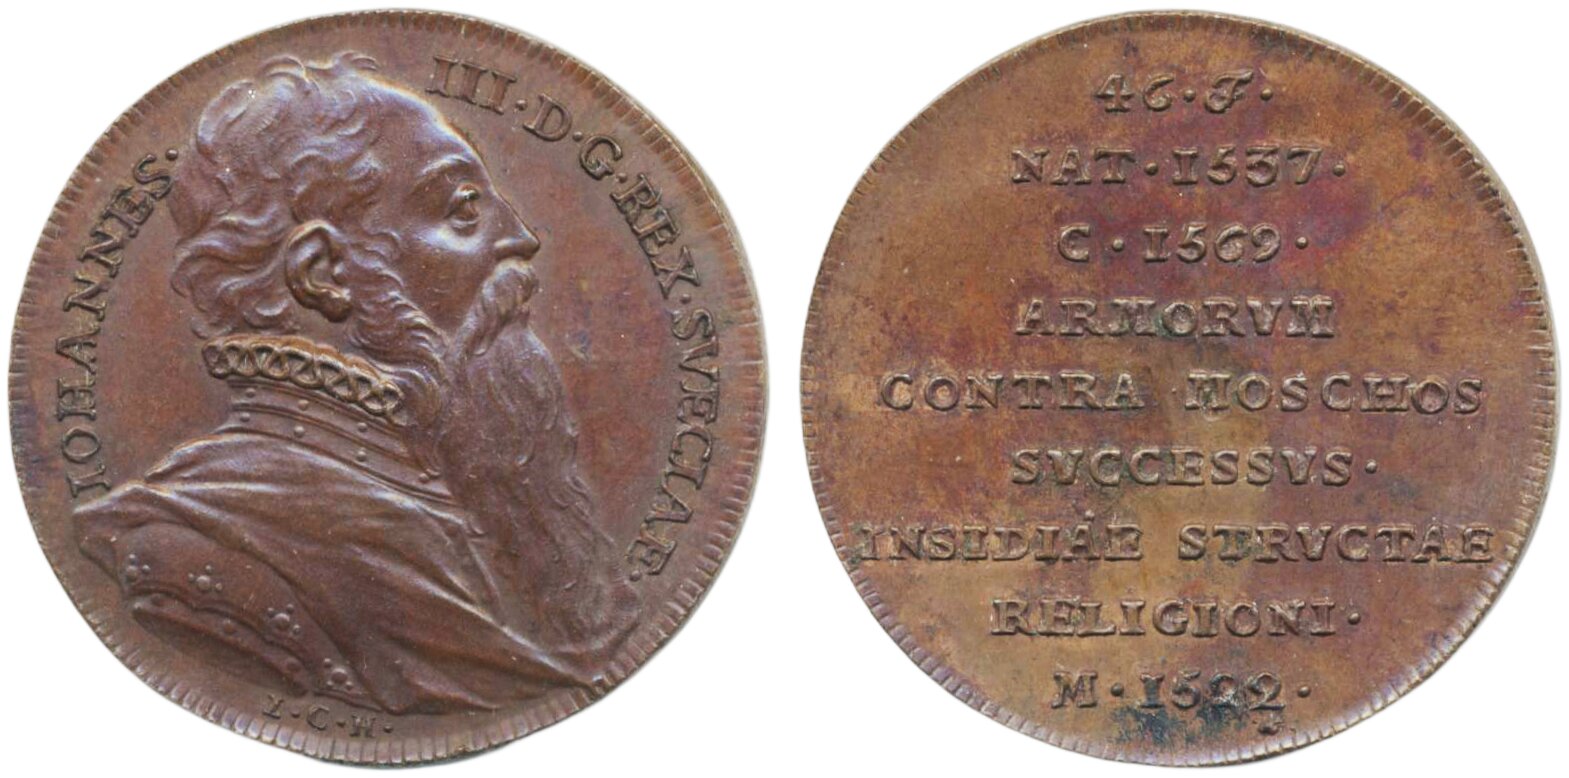 IOHANNES · III · D · G · REX · SVECIAE ·
I · C · H ·
46 · F ·
NAT · 1537 ·
C · 1569 ·
ARMORVM
CONTRA MOSCHOS
SVCCESSVS ·
INSIDIAE STRVCTAE
RELIGIONI ·
M · 1592 ·